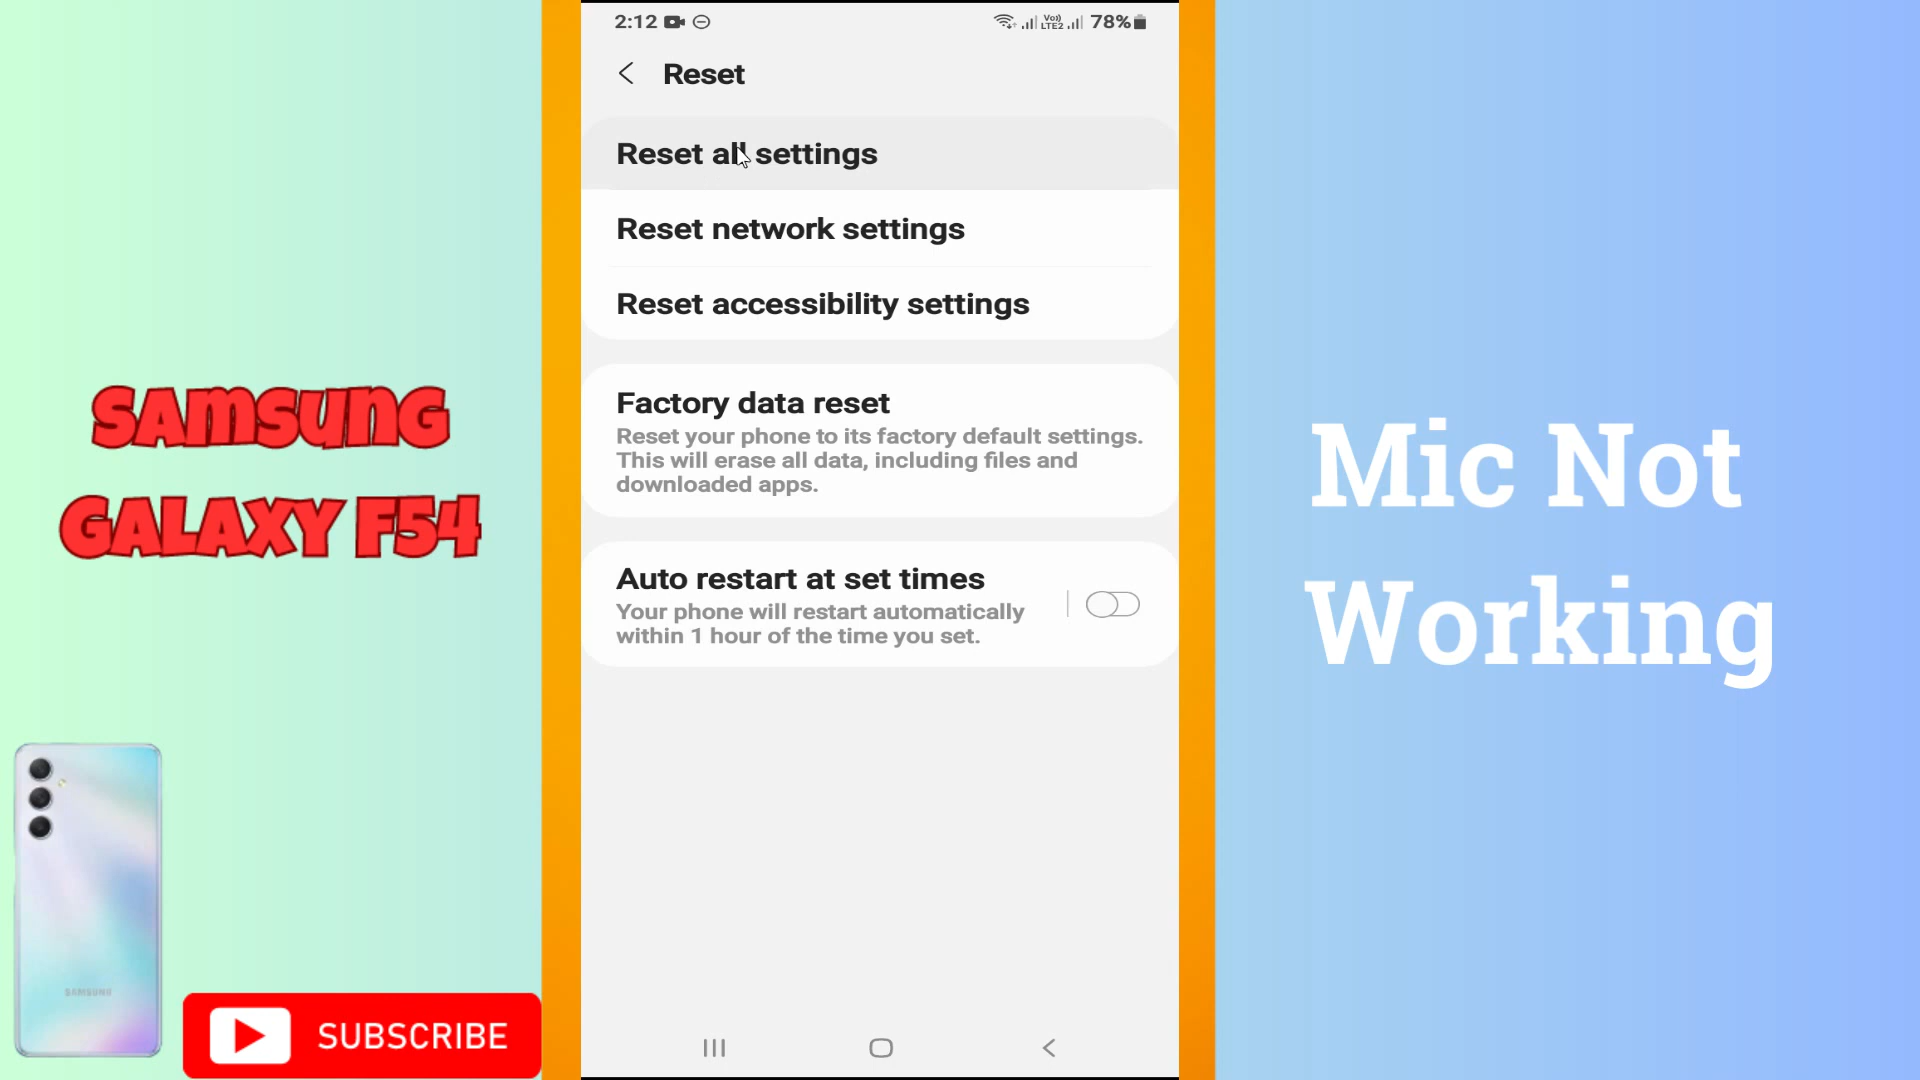 2:12
Vo)) LTE2 78%
Reset
Reset all settings
Reset network settings
Reset accessibility settings
Factory data reset
Reset your phone to its factory default settings.
This will erase all data, including files and
downloaded apps.
Auto restart at set times
Your phone will restart automatically
within 1 hour of the time you set.
SAMSUNG
GALAXY F54
SAMSUNG
SUBSCRIBE
Mic Not
Working